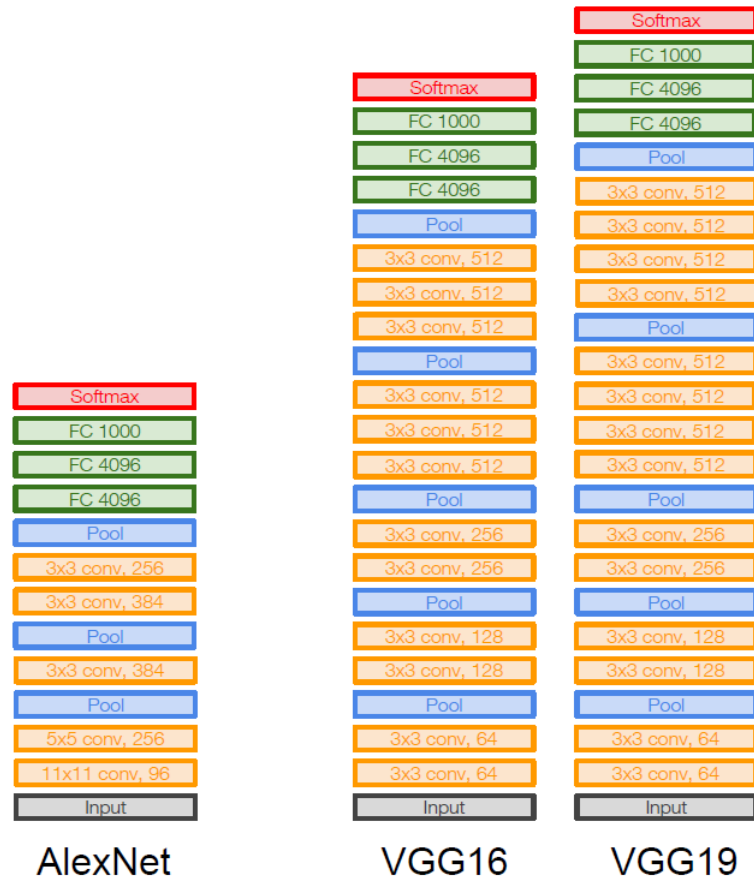 Softmax
FC 1000
FC 4096
FC 4096
Pool
3x3 conv, 256
3x3 conv, 384
Pool
3x3 conv, 384
Pool
5x5 conv, 256
11x11 conv, 96
Input
AlexNet
Softmax
FC 1000
FC 4096
FC 4096
Pool
3x3 conv, 512
3x3 conv, 512
3x3 conv, 512
Pool
3x3 conv, 512
3x3 conv, 512
3x3 conv, 512
Pool
3x3 conv, 256
3x3 conv, 256
Pool
3x3 conv, 128
3x3 conv, 128
Pool
3x3 conv, 64
3x3 conv, 64
Input
VGG16
Softmax
FC 1000
FC 4096
FC 4096
Pool
3x3 conv, 512
3x3 conv, 512
3x3 conv, 512
3x3 conv, 512
Pool
3x3 conv, 512
3x3 conv, 512
3x3 conv, 512
3x3 conv, 512
Pool
3x3 conv, 256
3x3 conv, 256
Pool
3x3 conv, 128
3x3 conv, 128
Pool
3x3 conv, 64
3x3 conv, 64
Input
VGG19